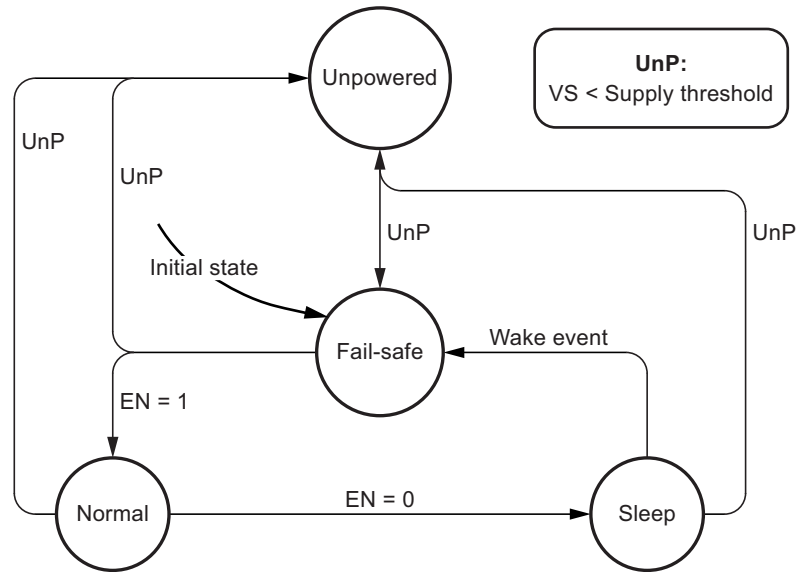 Unpowered
UnP:
VS < Supply threshold
UnP
UnP
UnP
UnP
Initial state
Wake event
Fail-safe
EN = 1
EN = 0
Normal
Sleep